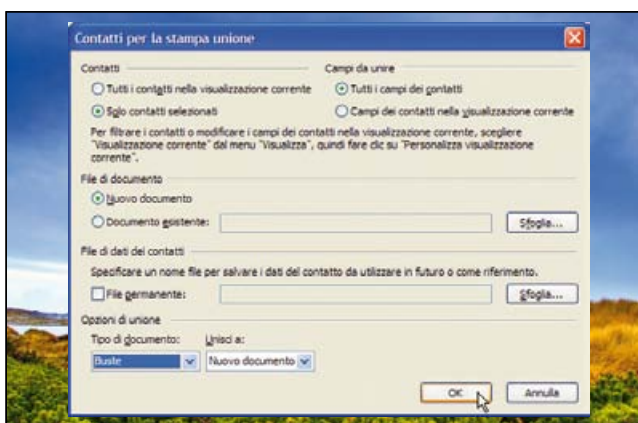 Contatti per la stampa unione
Contatti
Campi da unire
Tutti i contatti nella visualizzazione corrente
Tutti i campi dei contatti
Solo contatti selezionati
Campi dei contatti nella visualizzazione corrente
Per filtrare i contatti o modificare i campi dei contatti nella visualizzazione corrente, scegliere
"Visualizzazione corrente" dal menu "Visualizza", quindi fare clic su "Personalizza visualizzazione
corrente".
File di documento
Nuovo documento
Documento esistente:
Sfoglia...
File di dati dei contatti
Specificare un nome file per salvare i dati del contatto da utilizzare in futuro o come riferimento.
File permanente:
Sfoglia...
Opzioni di unione
Tipo di documento:
Unisci a:
Buste
Nuovo documento
OK
Annulla